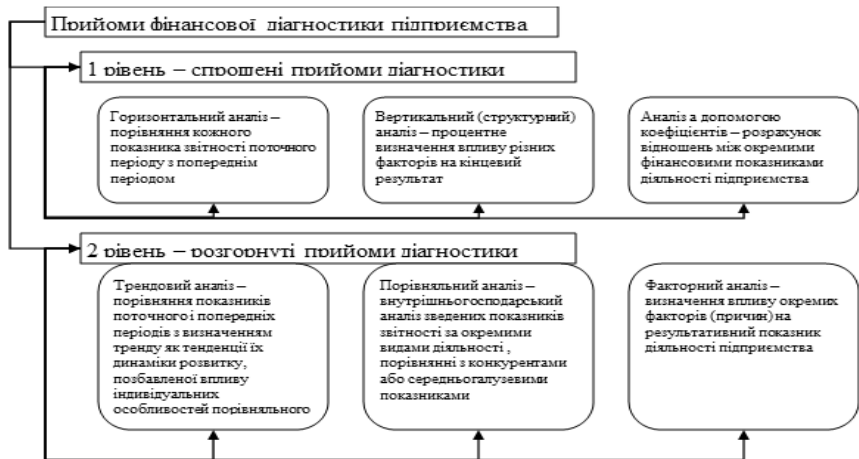 Прийоми фінансової діагностики підприємства
1 рівень – спрощені прийоми діагностики
Горизонтальний аналіз –
порівняння кожного
показника звітності поточного
періоду з попереднім
періодом
Вертикальний (структурний)
аналіз – процентне
визначення впливу різних
факторів на кінцевий
результат
Аналіз а допомогою
коефіцієнтів – розрахунок
відношень між окремими
фінансовими показниками
діяльності підприємства
2 рівень – розгорнуті прийоми діагностики
Трендовий аналіз –
порівняння показників
поточного і попередніх
періодів з визначенням
тренду як тенденції їх
динаміки розвитку,
позбавленої впливу
індивідуальних
особливостей порівняльного
Порівняльний аналіз –
внутрішньогосподарський
аналіз зведених показників
звітності за окремими
видами діяльності ,
порівнянні з конкурентами
або середньогалузевими
показниками
Факторний аналіз –
визначення впливу окремих
факторів (причин) на
результативний показник
діяльності підприємства